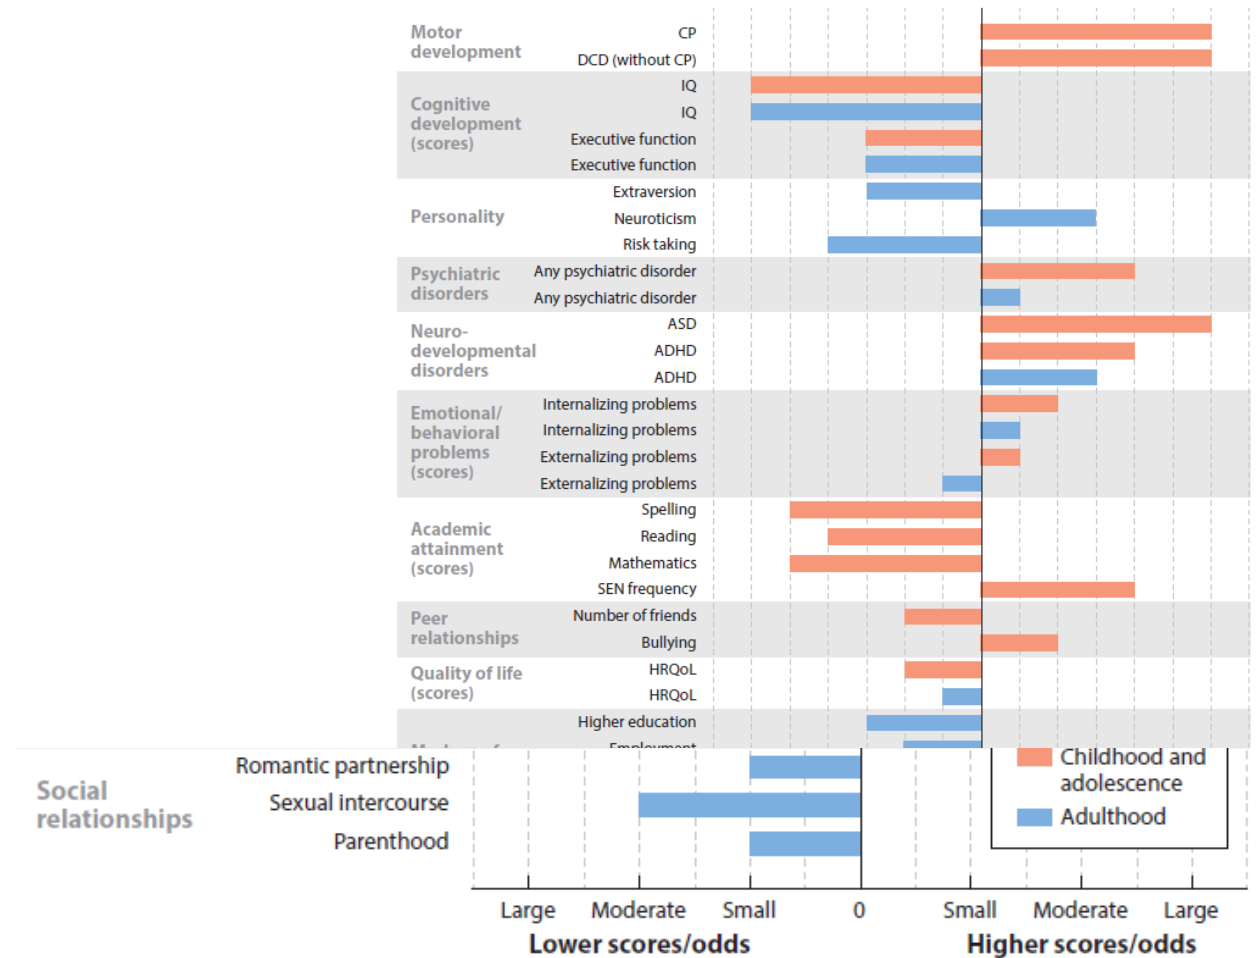 Motor
development
CP
DCD (without CP)
Cognitive
development
(scores)
IQ
IQ
Executive function
Executive function
Personality
Extraversion
Neuroticism
Risk taking
Psychiatric
disorders
Any psychiatric disorder
Any psychiatric disorder
Neuro-
developmental
disorders
ASD
ADHD
ADHD
Emotional/
behavioral
problems
(scores)
Internalizing problems
Internalizing problems
Externalizing problems
Externalizing problems
Academic
attainment
(scores)
Spelling
Reading
Mathematics
SEN frequency
Peer
relationships
Number of friends
Bullying
Quality of life
(scores)
HRQoL
HRQoL
Higher education
Employment
Social
relationships
Romantic partnership
Sexual intercourse
Parenthood
Childhood and
adolescence
Adulthood
Large Moderate Small 0 Small Moderate Large
Lower scores/odds Higher scores/odds